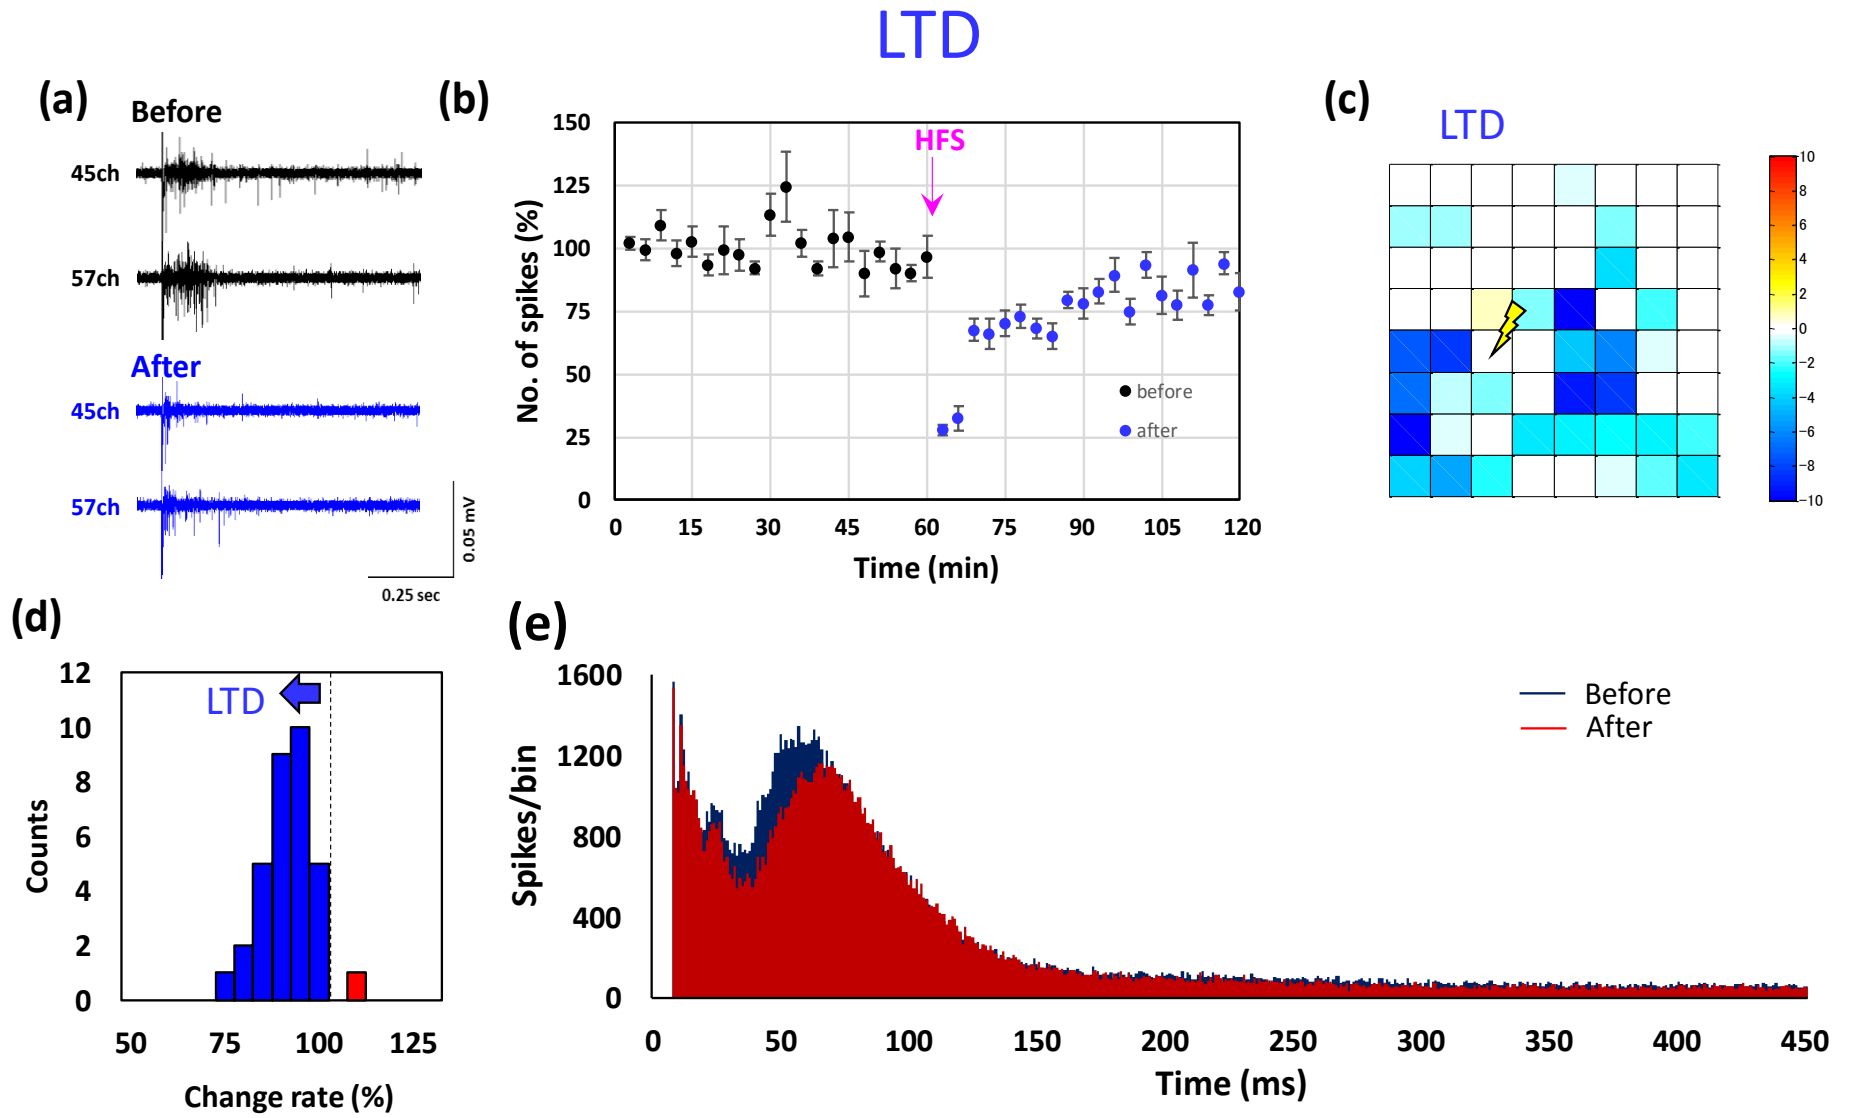 LTD
(a)
Before
45ch
57ch
After
45ch
57ch
0.05 mV
0.25 sec
(b)
150
125
100
75
50
25
0
No. of spikes (%)
HFS
before
after
0 15 30 45 60 75 90 105 120
Time (min)
(c)
LTD
10
8
6
4
2
0
−2
−4
−6
−8
−10
(d)
12
10
8
6
4
2
0
Counts
LTD
50 75 100 125
Change rate (%)
(e)
1600
1200
800
400
0
Spikes/bin
Before
After
0 50 100 150 200 250 300 350 400 450
Time (ms)